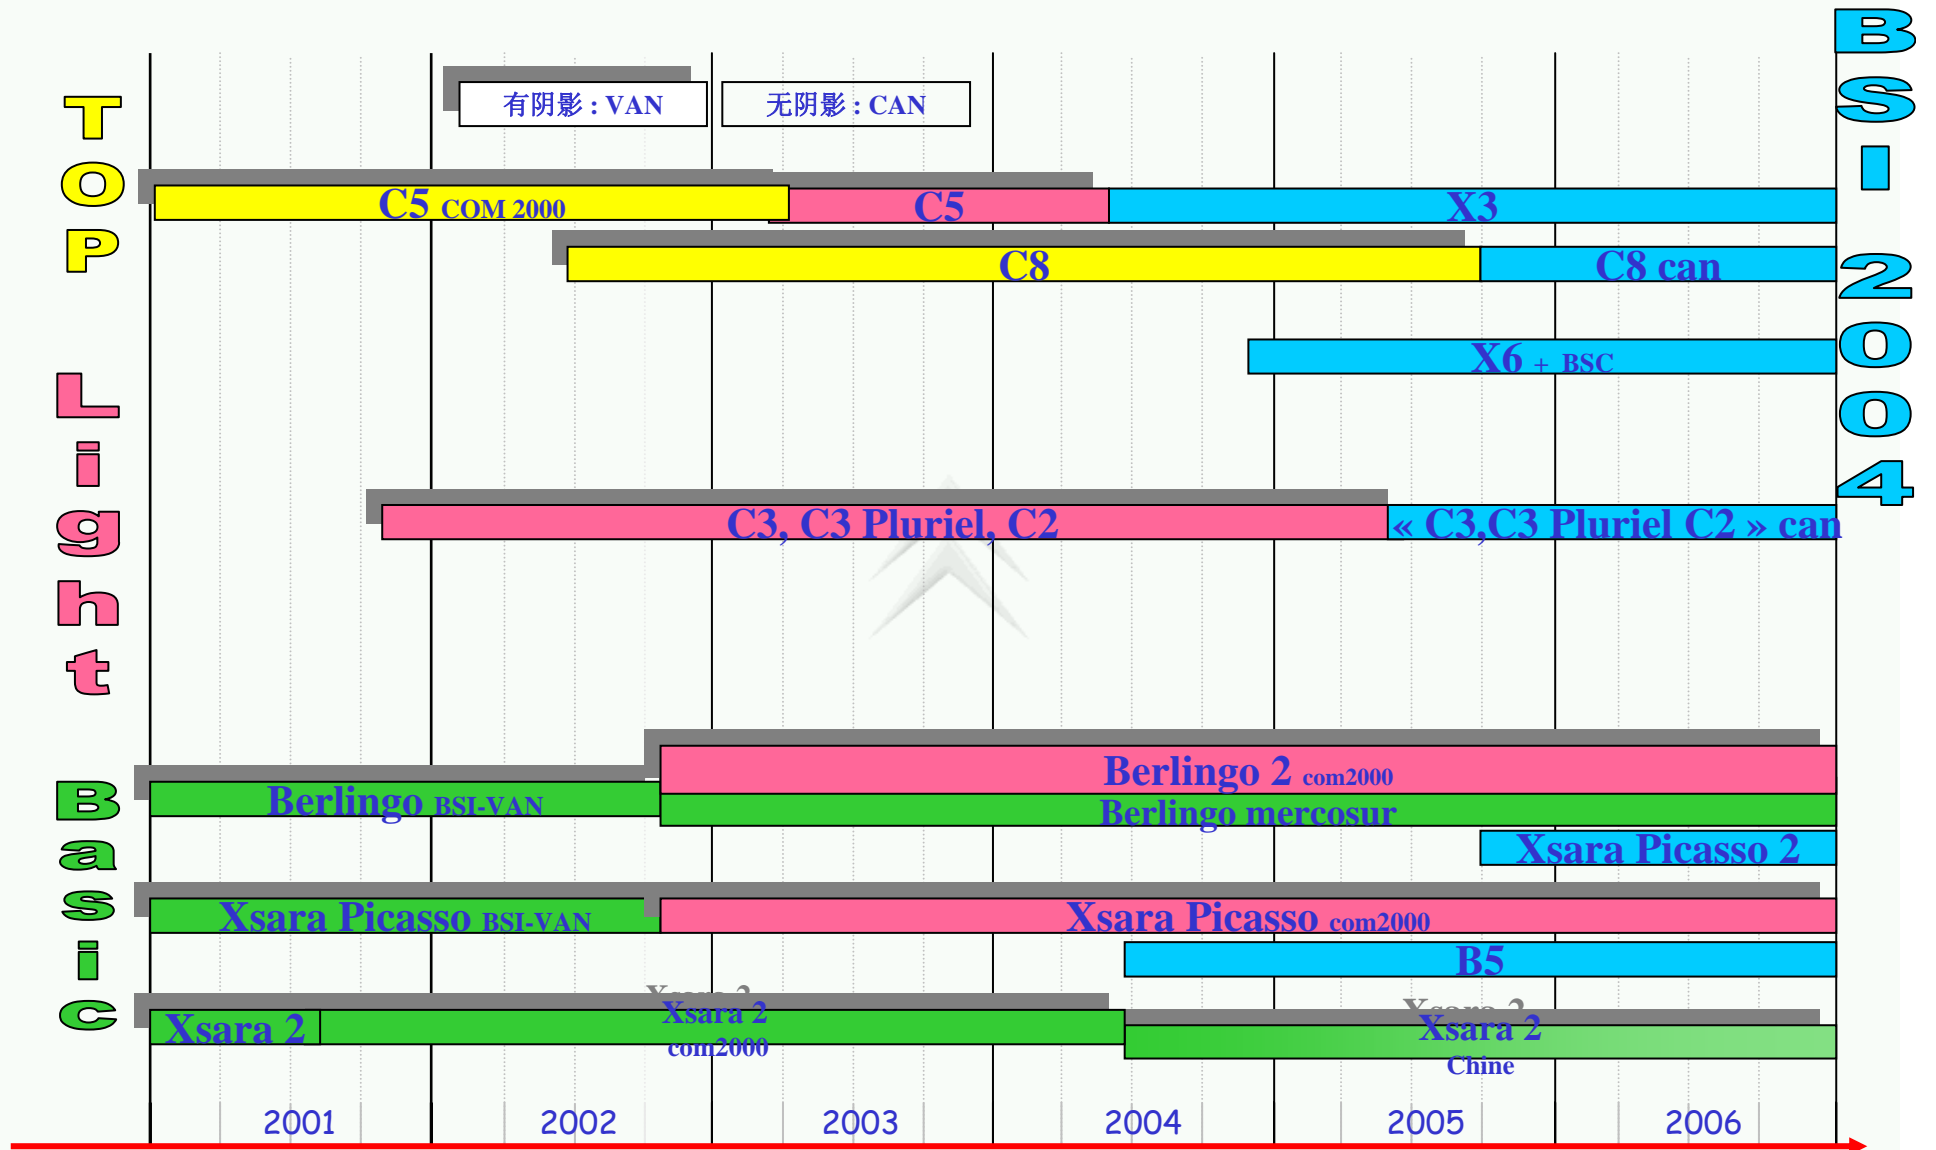 TOP
Light
Basic
BSI 2004
有阴影 : VAN
无阴影 : CAN
C5 COM 2000
C5
X3
C8
C8 can
X6 + BSC
C3, C3 Pluriel, C2
« C3,C3 Pluriel C2 » can
Berlingo 2 com2000
Berlingo BSI-VAN
Berlingo mercosur
Xsara Picasso 2
Xsara Picasso BSI-VAN
Xsara Picasso com2000
B5
Xsara 2
Xsara 2
com2000
Xsara 2
Chine
2001
2002
2003
2004
2005
2006